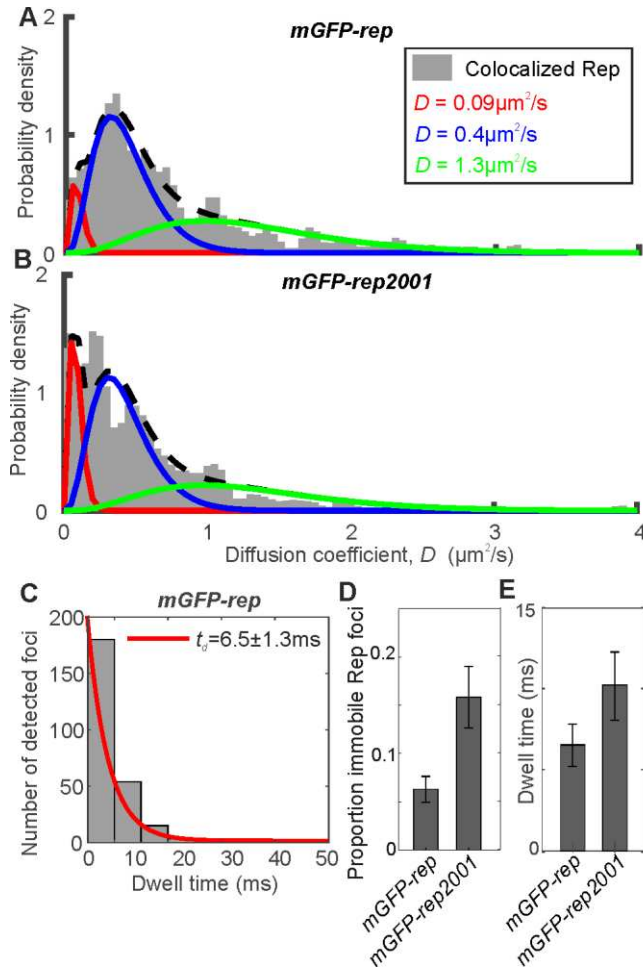 A
mGFP-rep
2
1
0
Probability density
Colocalized Rep
D = 0.09µm²/s
D = 0.4µm²/s
D = 1.3µm²/s
B
mGFP-rep2001
2
1
0
Probability density
0 1 2 3 4
Diffusion coefficient, D (µm²/s)
C
mGFP-rep
200
150
100
50
0
Number of detected foci
t_d=6.5±1.3ms
0 10 20 30 40 50
Dwell time (ms)
D
0.2
0.1
0
Proportion immobile Rep foci
mGFP-rep
mGFP-rep2001
E
15
0
Dwell time (ms)
mGFP-rep
mGFP-rep2001